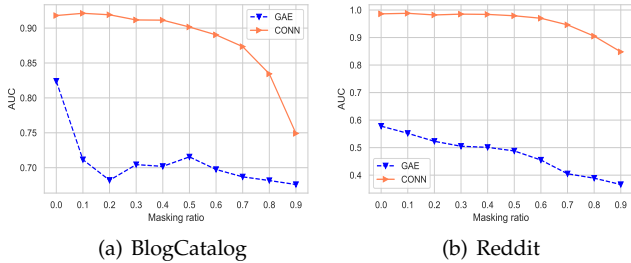 AUC
0.90
0.85
0.80
0.75
0.70
GAE
CONN
0.0 0.1 0.2 0.3 0.4 0.5 0.6 0.7 0.8 0.9
Masking ratio
(a) BlogCatalog
AUC
1.0
0.9
0.8
0.7
0.6
0.5
0.4
GAE
CONN
0.0 0.1 0.2 0.3 0.4 0.5 0.6 0.7 0.8 0.9
Masking ratio
(b) Reddit